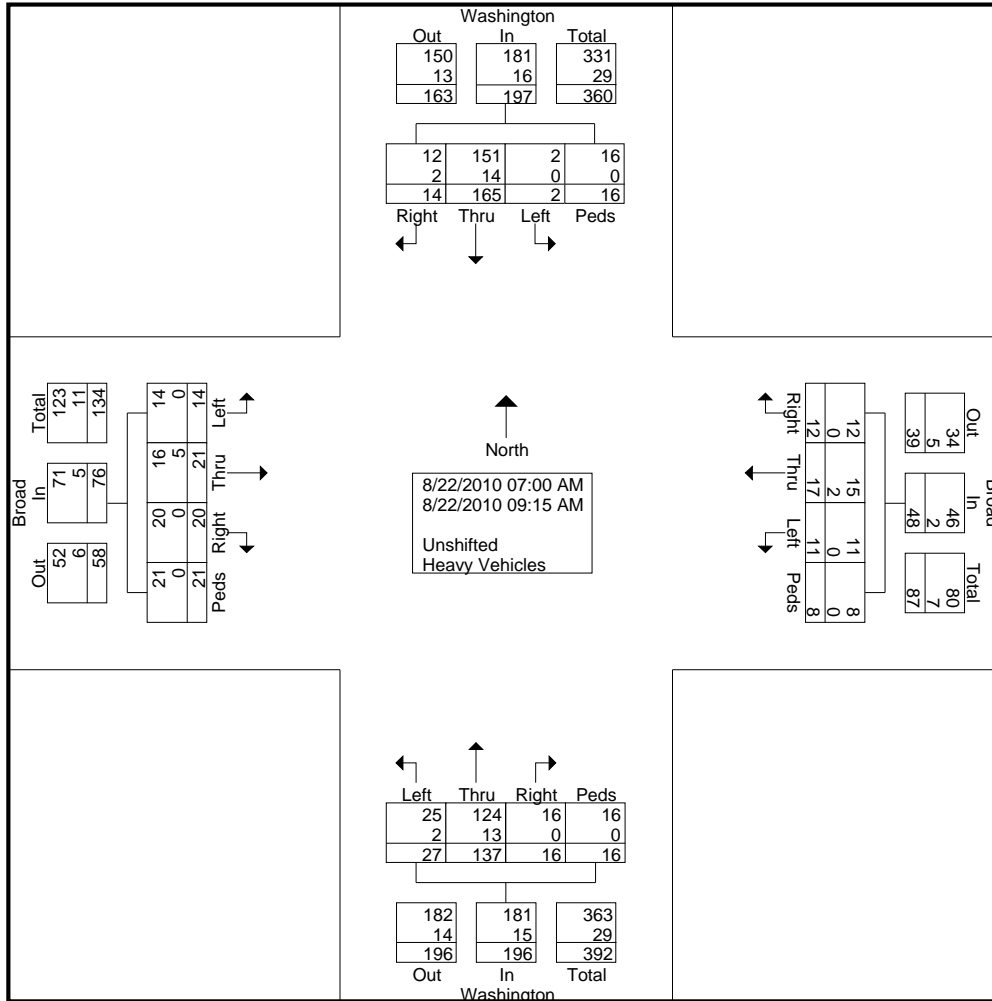 Washington
Out In Total
150 181 331
13 16 29
163 197 360
12 151 2 16
2 14 0 0
14 165 2 16
Right Thru Left Peds
Broad
Total In Out
123 71 52
11 5 6
134 76 58
Left Thru Right Peds
14 16 20 21
0 5 0 0
14 21 20 21
North
8/22/2010 07:00 AM
8/22/2010 09:15 AM
Unshifted
Heavy Vehicles
Right Thru Left Peds
12 15 11 8
0 2 0 0
12 17 11 8
Broad
Out In Total
34 46 80
5 2 7
39 48 87
Left Thru Right Peds
25 124 16 16
2 13 0 0
27 137 16 16
182 181 363
14 15 29
196 196 392
Out In Total
Washington